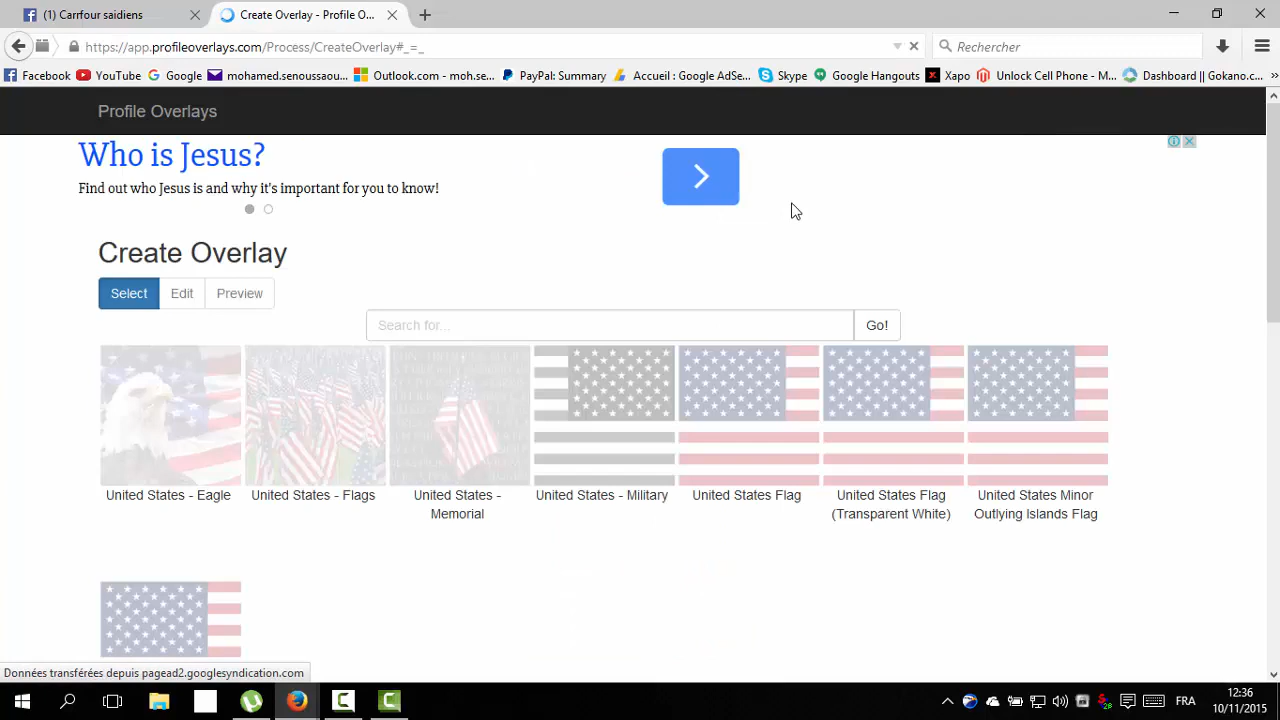 (1) Carrfour saidiens
Create Overlay - Profile O...
https://app.profileoverlays.com/Process/CreateOverlay#_=_
Rechercher
Facebook YouTube Google mohamed.senoussaou... Outlook.com - moh.se... PayPal: Summary Accueil : Google AdSe... Skype Google Hangouts Xapo Unlock Cell Phone - M... Dashboard || Gokano.c...
Profile Overlays
Who is Jesus?
Find out who Jesus is and why it's important for you to know!
Create Overlay
Select Edit Preview
Search for... Go!
United States - Eagle
United States - Flags
United States -
Memorial
United States - Military
United States Flag
United States Flag
(Transparent White)
United States Minor
Outlying Islands Flag
Données transférées depuis pagead2.googlesyndication.com
FRA
12:36
10/11/2015